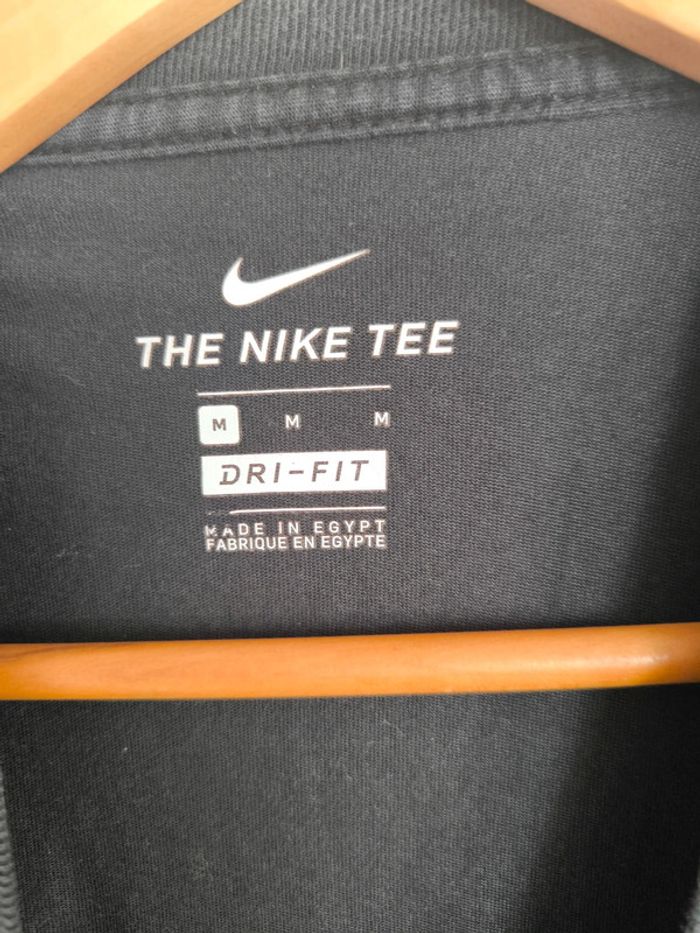 THE NIKE TEE
M M M
DRI-FIT
MADE IN EGYPT
FABRIQUE EN EGYPTE